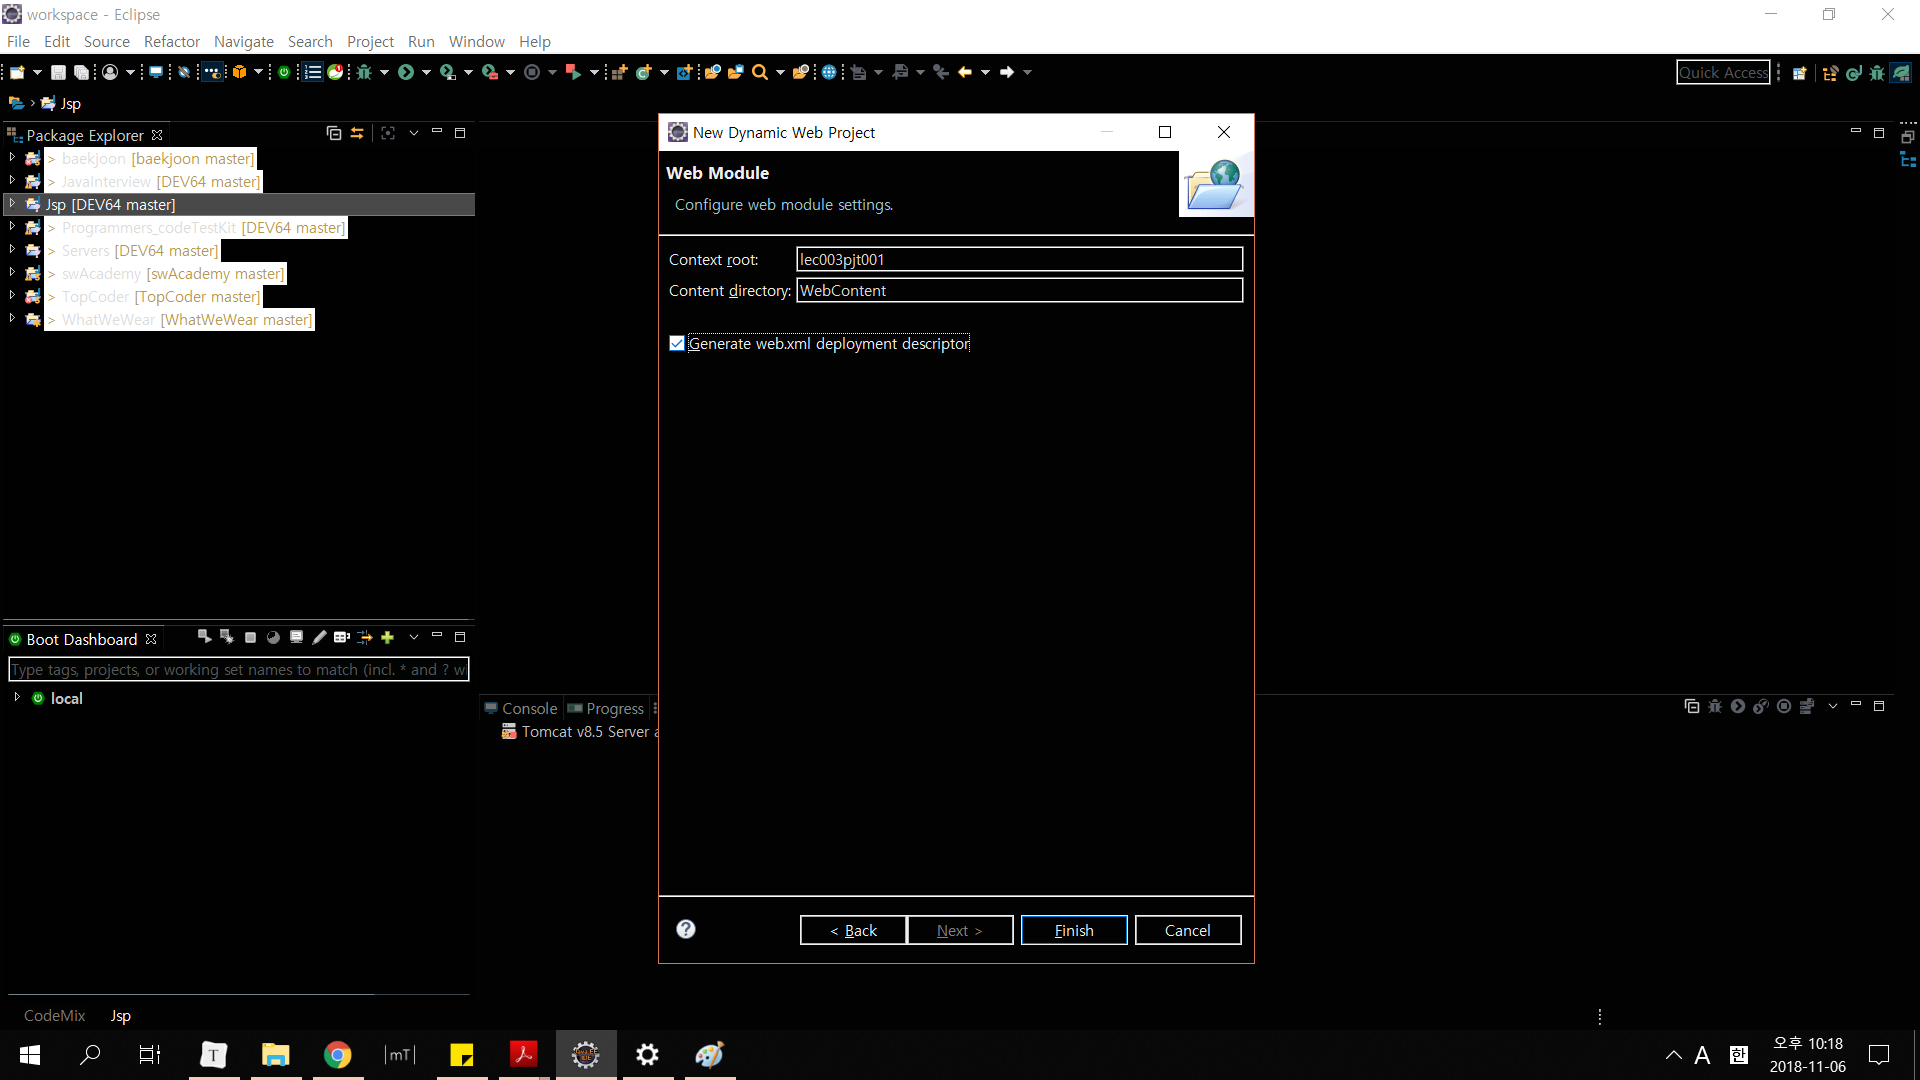 workspace - Eclipse
File Edit Source Refactor Navigate Search Project Run Window Help
Quick Access
Jsp
Package Explorer
> baekjoon [baekjoon master]
> JavaInterview [DEV64 master]
Jsp [DEV64 master]
> Programmers_codeTestKit [DEV64 master]
> Servers [DEV64 master]
> swAcademy [swAcademy master]
> TopCoder [TopCoder master]
> WhatWeWear [WhatWeWear master]
New Dynamic Web Project
Web Module
Configure web module settings.
Context root: lec003pjt001
Content directory: WebContent
Generate web.xml deployment descriptor
< Back Next > Finish Cancel
Boot Dashboard
Type tags, projects, or working set names to match (incl. * and ? w
local
Console Progress
Tomcat v8.5 Server a
CodeMix Jsp
T
|mT|
Java EE IDE
A 한
오후 10:18
2018-11-06